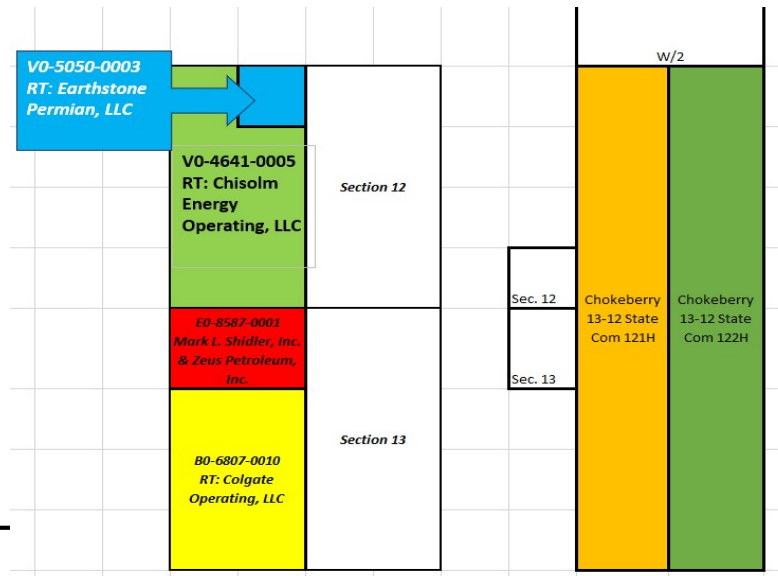 V0-5050-0003
RT: Earthstone
Permian, LLC
V0-4641-0005
RT: Chisolm
Energy
Operating, LLC
Section 12
E0-8587-0001
Mark L. Shidler, Inc.
& Zeus Petroleum,
Inc.
B0-6807-0010
RT: Colgate
Operating, LLC
Section 13
W/2
Sec. 12
Sec. 13
Chokeberry
13-12 State
Com 121H
Chokeberry
13-12 State
Com 122H